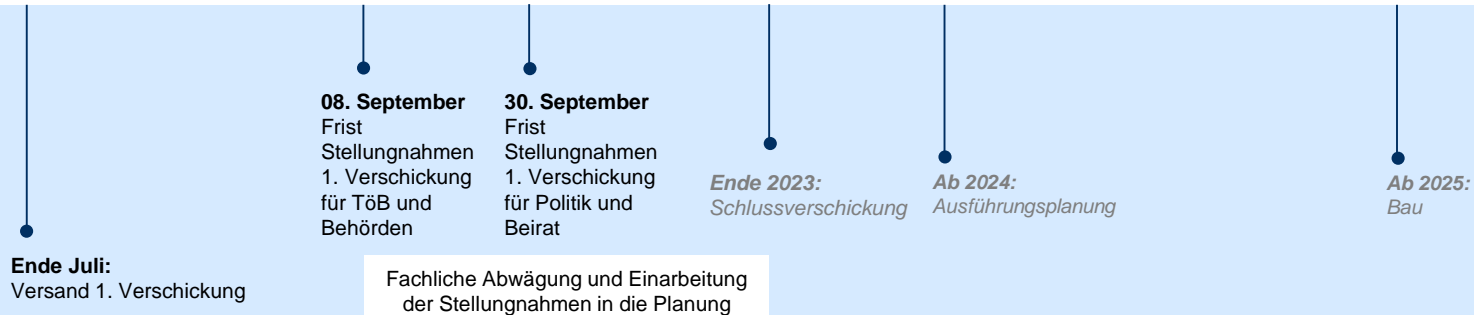 Ende Juli:
Versand 1. Verschickung
08. September
Frist
Stellungnahmen
1. Verschickung
für TöB und
Behörden
30. September
Frist
Stellungnahmen
1. Verschickung
für Politik und
Beirat
Fachliche Abwägung und Einarbeitung
der Stellungnahmen in die Planung
Ende 2023:
Schlussverschickung
Ab 2024:
Ausführungsplanung
Ab 2025:
Bau